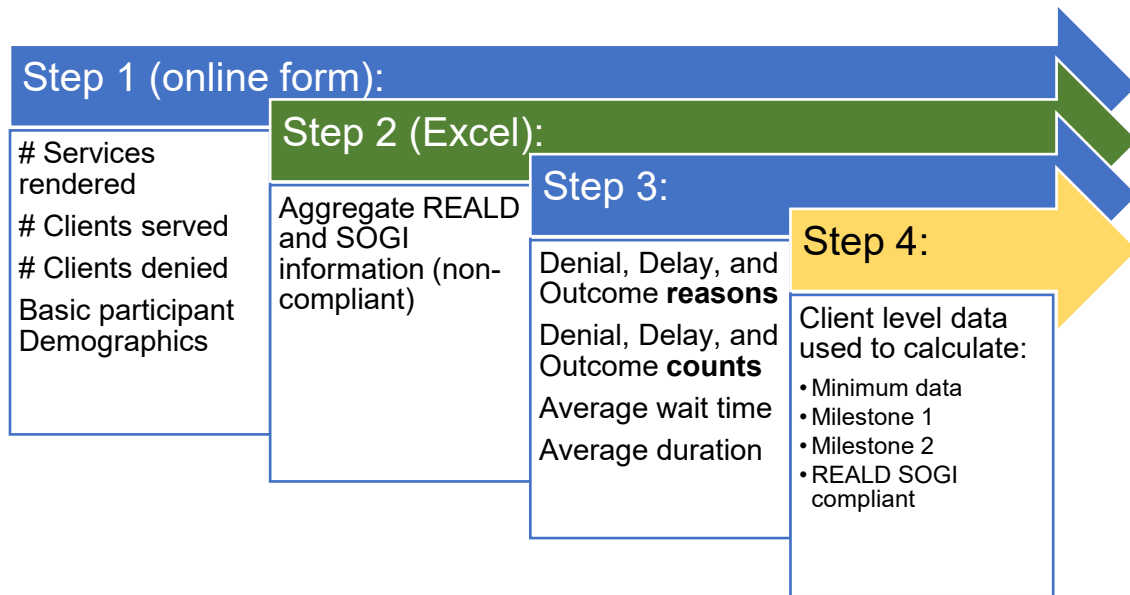 Step 1 (online form):
# Services
rendered
# Clients served
# Clients denied
Basic participant
Demographics
Step 2 (Excel):
Aggregate REALD
and SOGI
information (non-
compliant)
Step 3:
Denial, Delay, and
Outcome reasons
Denial, Delay, and
Outcome counts
Average wait time
Average duration
Step 4:
Client level data
used to calculate:
• Minimum data
• Milestone 1
• Milestone 2
• REALD SOGI
compliant